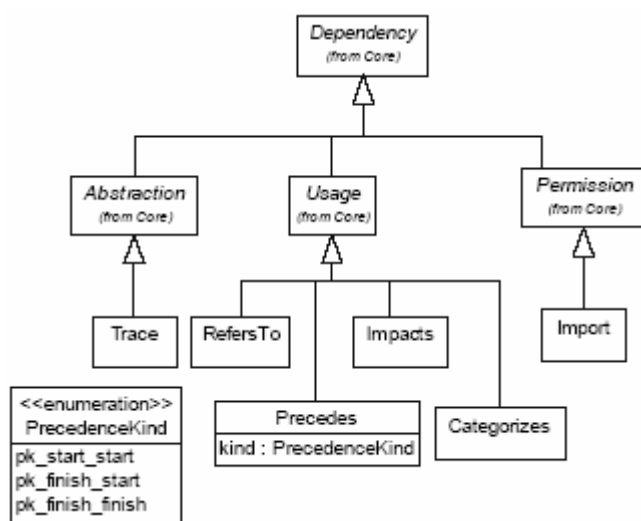 Dependency
(from Core)
Abstraction
(from Core)
Usage
(from Core)
Permission
(from Core)
Trace
RefersTo
Impacts
Import
<<enumeration>>
PrecedenceKind
pk_start_start
pk_finish_start
pk_finish_finish
Precedes
kind : PrecedenceKind
Categorizes